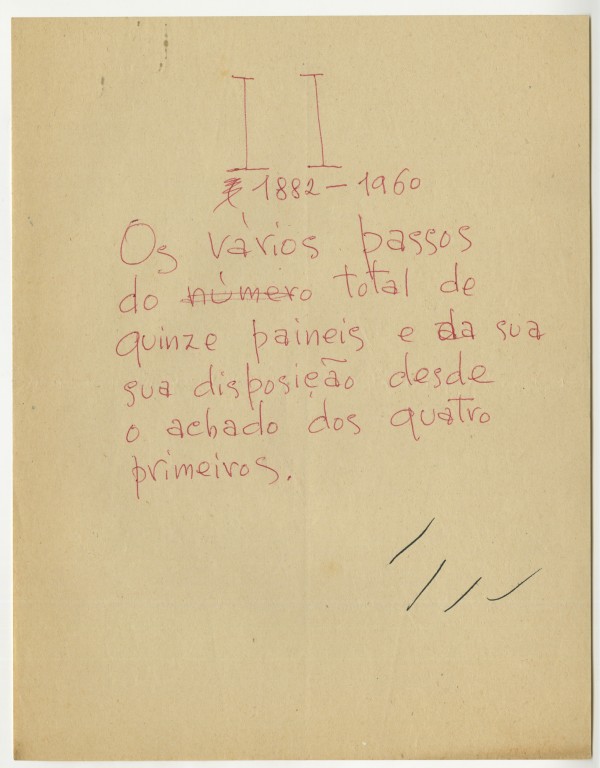 II
1882 – 1960
Os vários passos
do número total de
quinze paineis e da sua
sua disposição desde
o achado dos quatro
primeiros.